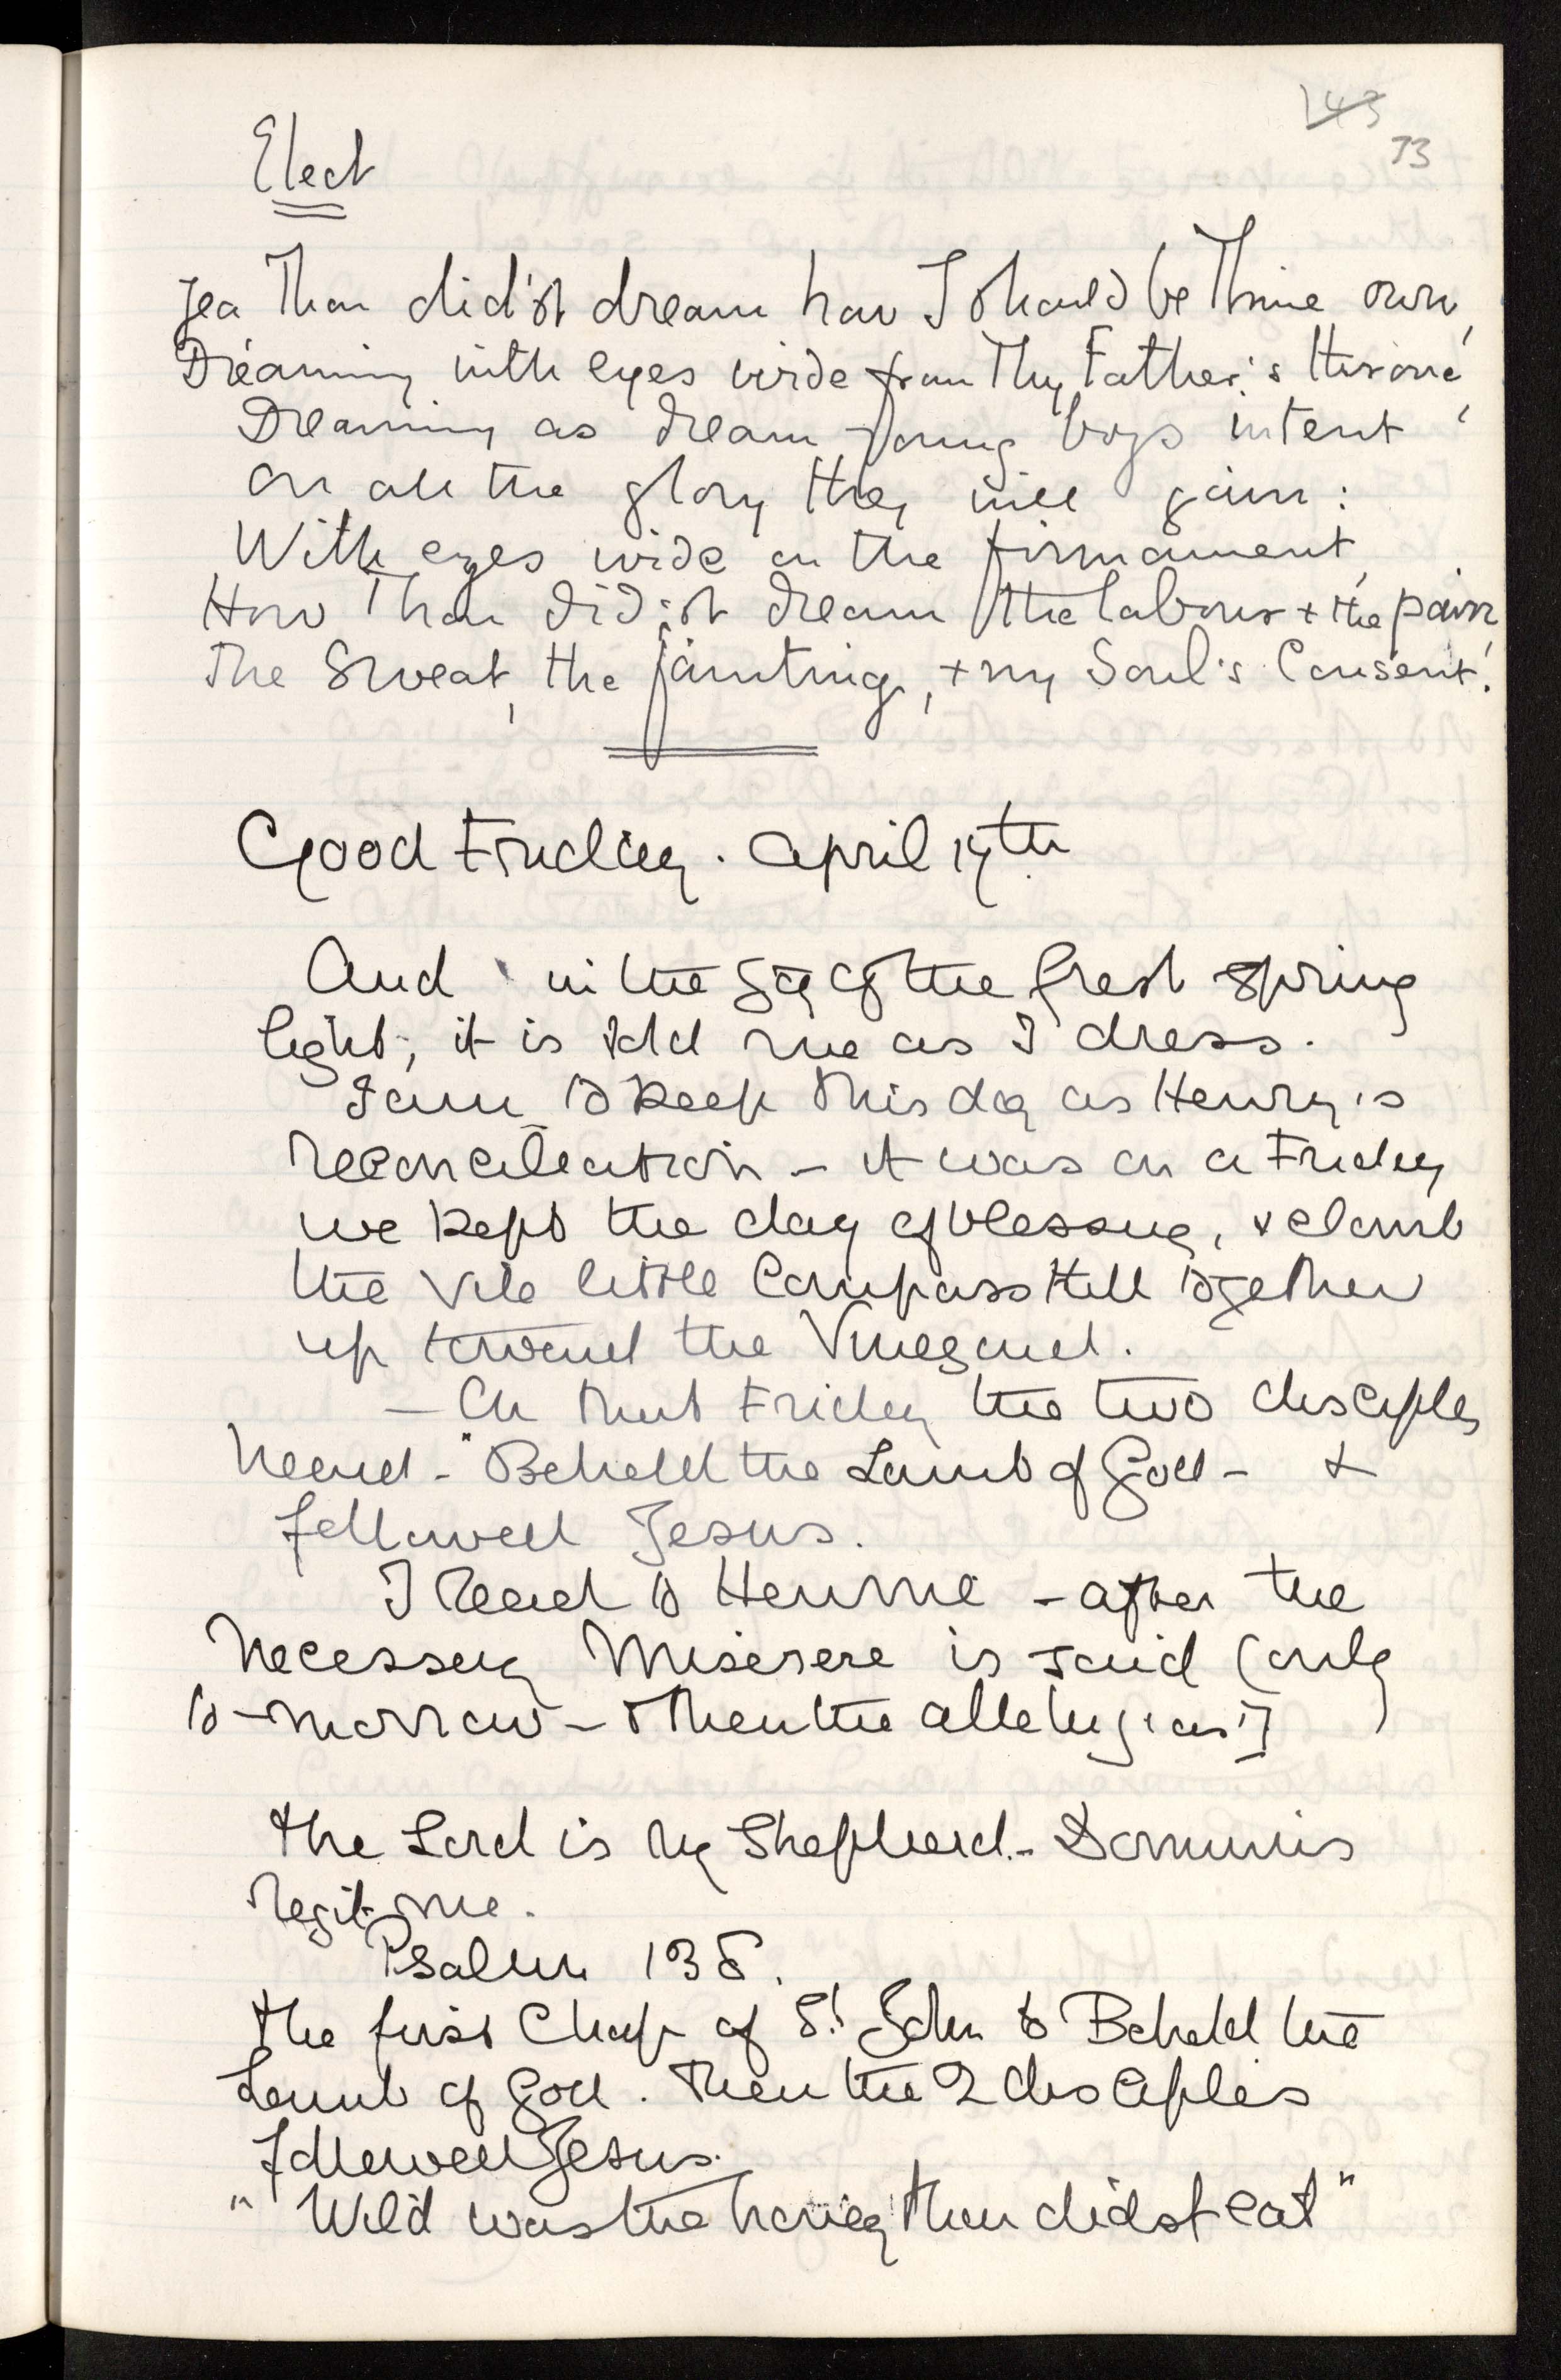 143
73
Elect
Yea Thou did'st dream how I should be Thine own,
Dreaming with eyes wide from Thy Father's throne,
Dreaming as dream young boys intent
On all the glory they will gain:
With eyes wide on the firmament,
How Thou did'st dream the labour + the pain,
The Sweat, the fainting, + my Soul's Consent!
Good Friday. April 14th
And in the joy of the fresh spring
light, it is told me as I dress.
I am to keep this day as Henry's
reconciliation – it was on a Friday
we kept the day of blessing, & clomb
the vile little Compass Hill together
up toward the Vineyard.
– On that Friday the two disciples
heard – "Behold the Lamb of God – &
followed Jesus.
I read to Hennie – after the
necessary Miserere is said (only
to-morrow – then the allelujias!)
The Lord is my Shepherd – Dominus
regit me.
Psalm 138.
The first Chap of St John to Behold the
Lamb of God. Then the 2 disciples
followed Jesus.
"Wild was the honey thou didst eat"